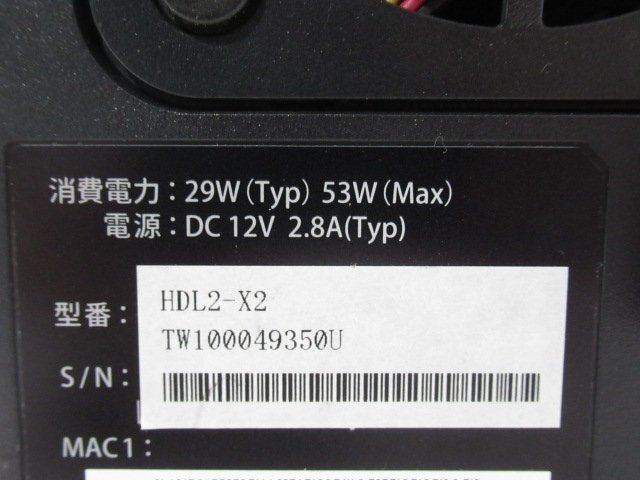 消費電力：29W（Typ）53W（Max）
電源：DC 12V 2.8A(Typ)
型番：HDL2-X2
TW100049350U
S/N：
MAC1：